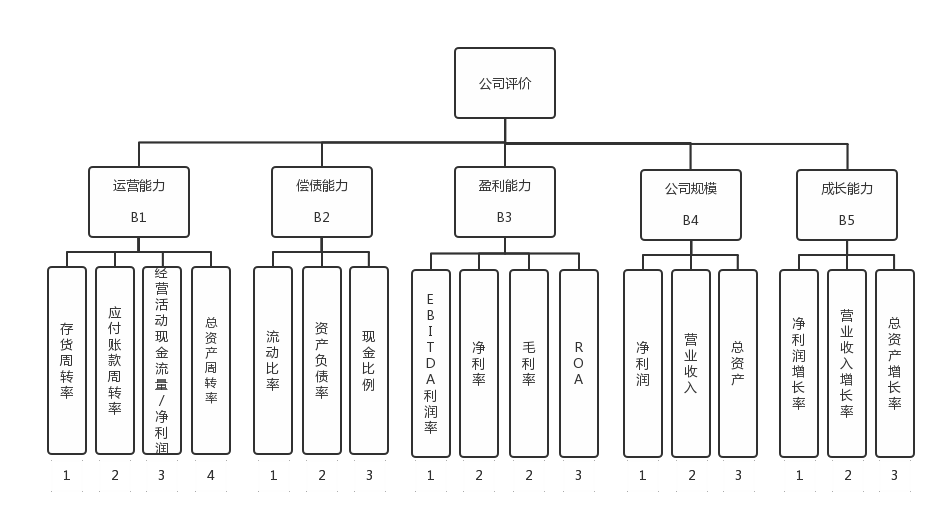 公司评价
运营能力
B1
偿债能力
B2
盈利能力
B3
公司规模
B4
成长能力
B5
存货周转率
应付账款周转率
经营活动现金流量/净利润
总资产周转率
流动比率
资产负债率
现金比例
EBITDA利润率
净利率
毛利率
ROA
净利润
营业收入
总资产
净利润增长率
营业收入增长率
总资产增长率
1
2
3
4
1
2
3
1
2
2
3
1
2
3
1
2
3